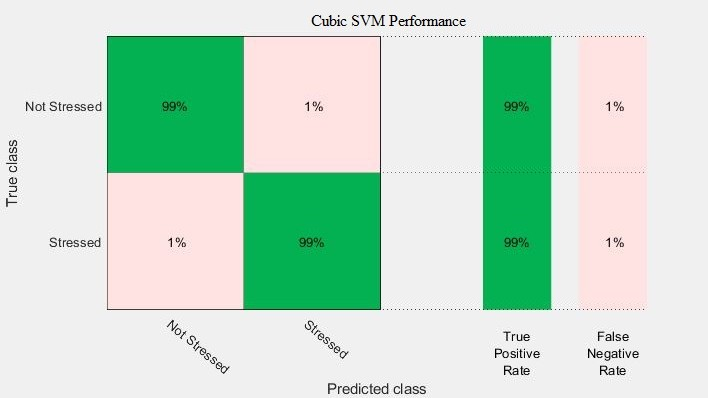 Cubic SVM Performance
True class
Not Stressed
99%
1%
99%
1%
Stressed
1%
99%
99%
1%
Not Stressed
Stressed
True
Positive
Rate
False
Negative
Rate
Predicted class